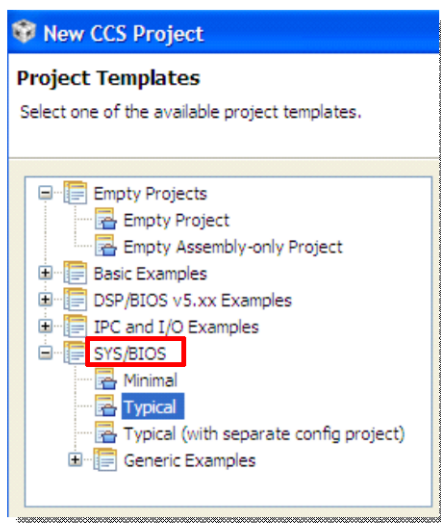 New CCS Project
Project Templates
Select one of the available project templates.
Empty Projects
Empty Project
Empty Assembly-only Project
Basic Examples
DSP/BIOS v5.xx Examples
IPC and I/O Examples
SYS/BIOS
Minimal
Typical
Typical (with separate config project)
Generic Examples